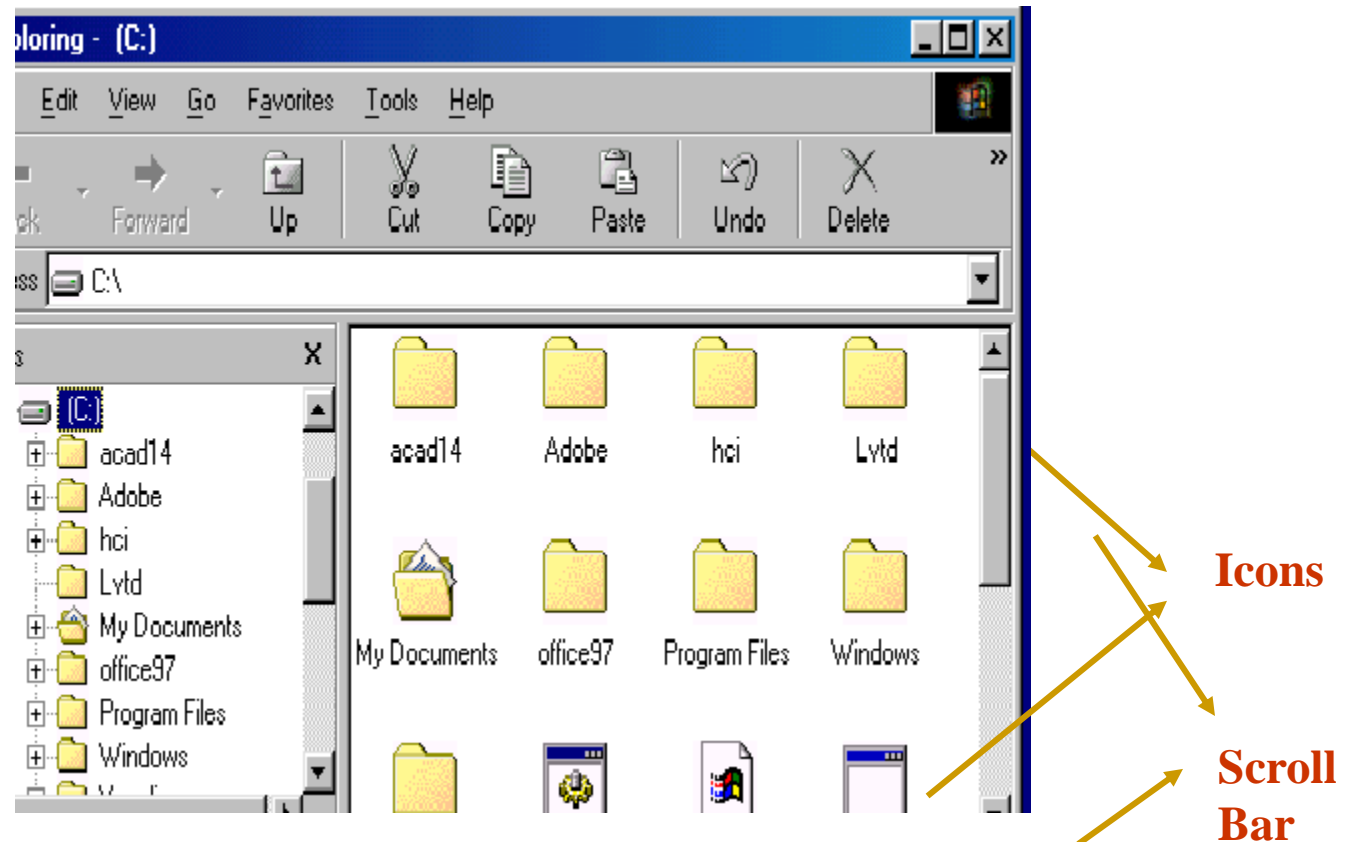 ploring - (C:)
Edit View Go Favorites Tools Help
ck Forward Up Cut Copy Paste Undo Delete
ess C:\
s
(C:)
acad14
Adobe
hci
Lvtd
My Documents
office97
Program Files
Windows
acad14 Adobe hci Lvtd
My Documents office97 Program Files Windows
Icons
Scroll
Bar